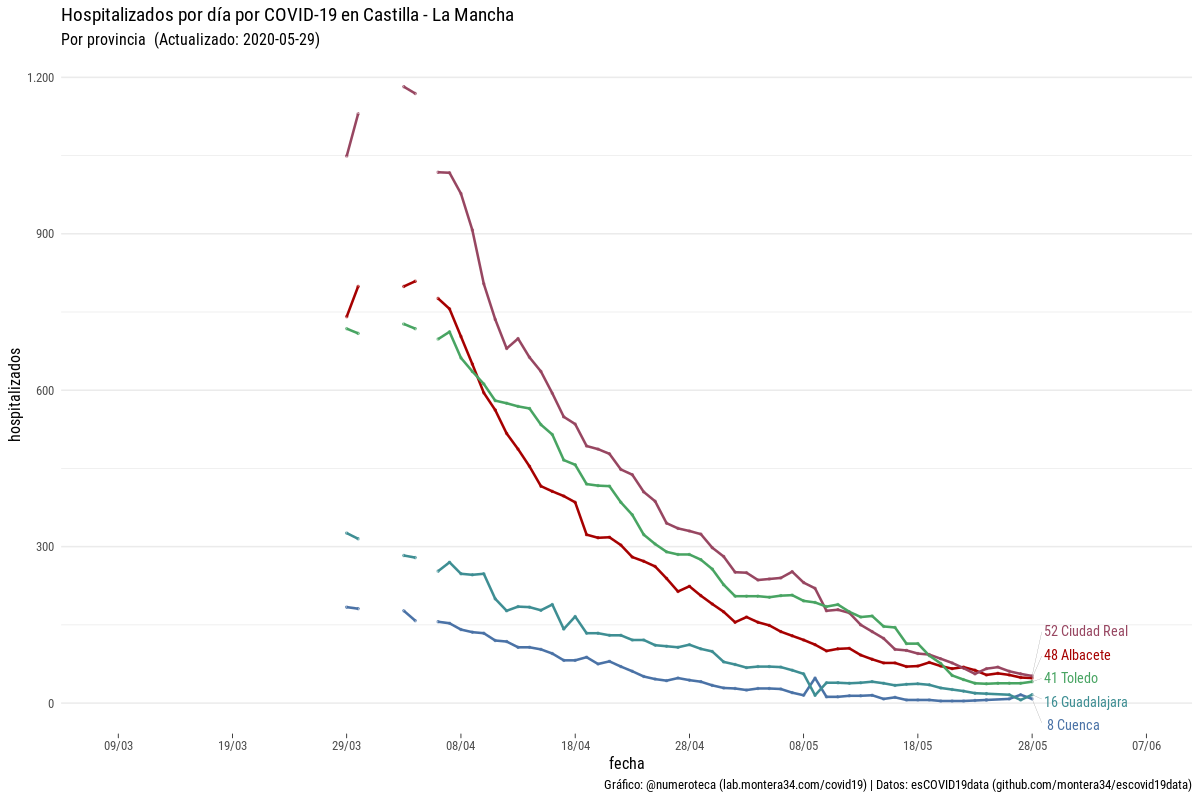 Hospitalizados por día por COVID-19 en Castilla - La Mancha
Por provincia  (Actualizado: 2020-05-29)
1.200
900
600
300
0
hospitalizados
52 Ciudad Real
48 Albacete
41 Toledo
16 Guadalajara
8 Cuenca
09/03
19/03
29/03
08/04
18/04
28/04
08/05
18/05
28/05
07/06
fecha
Gráfico: @numeroteca (lab.montera34.com/covid19) | Datos: esCOVID19data (github.com/montera34/escovid19data)